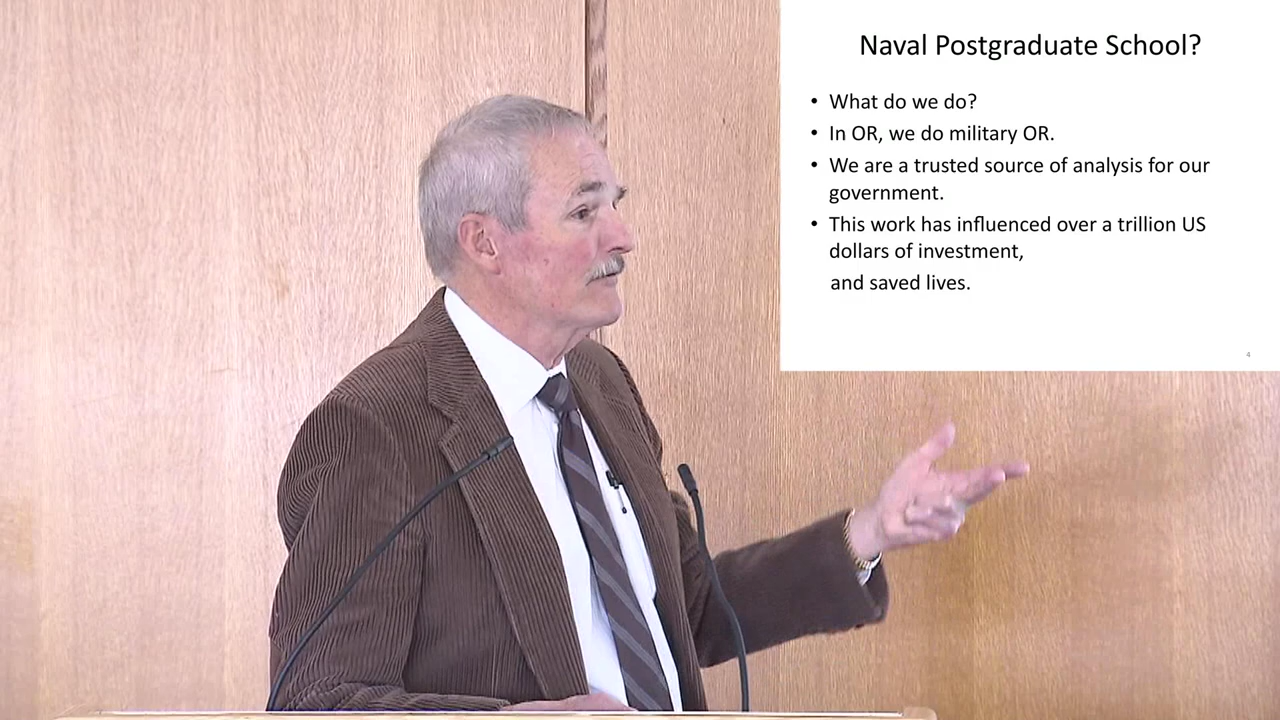 Naval Postgraduate School?
• What do we do?
• In OR, we do military OR.
• We are a trusted source of analysis for our
government.
• This work has influenced over a trillion US
dollars of investment,
and saved lives.
4